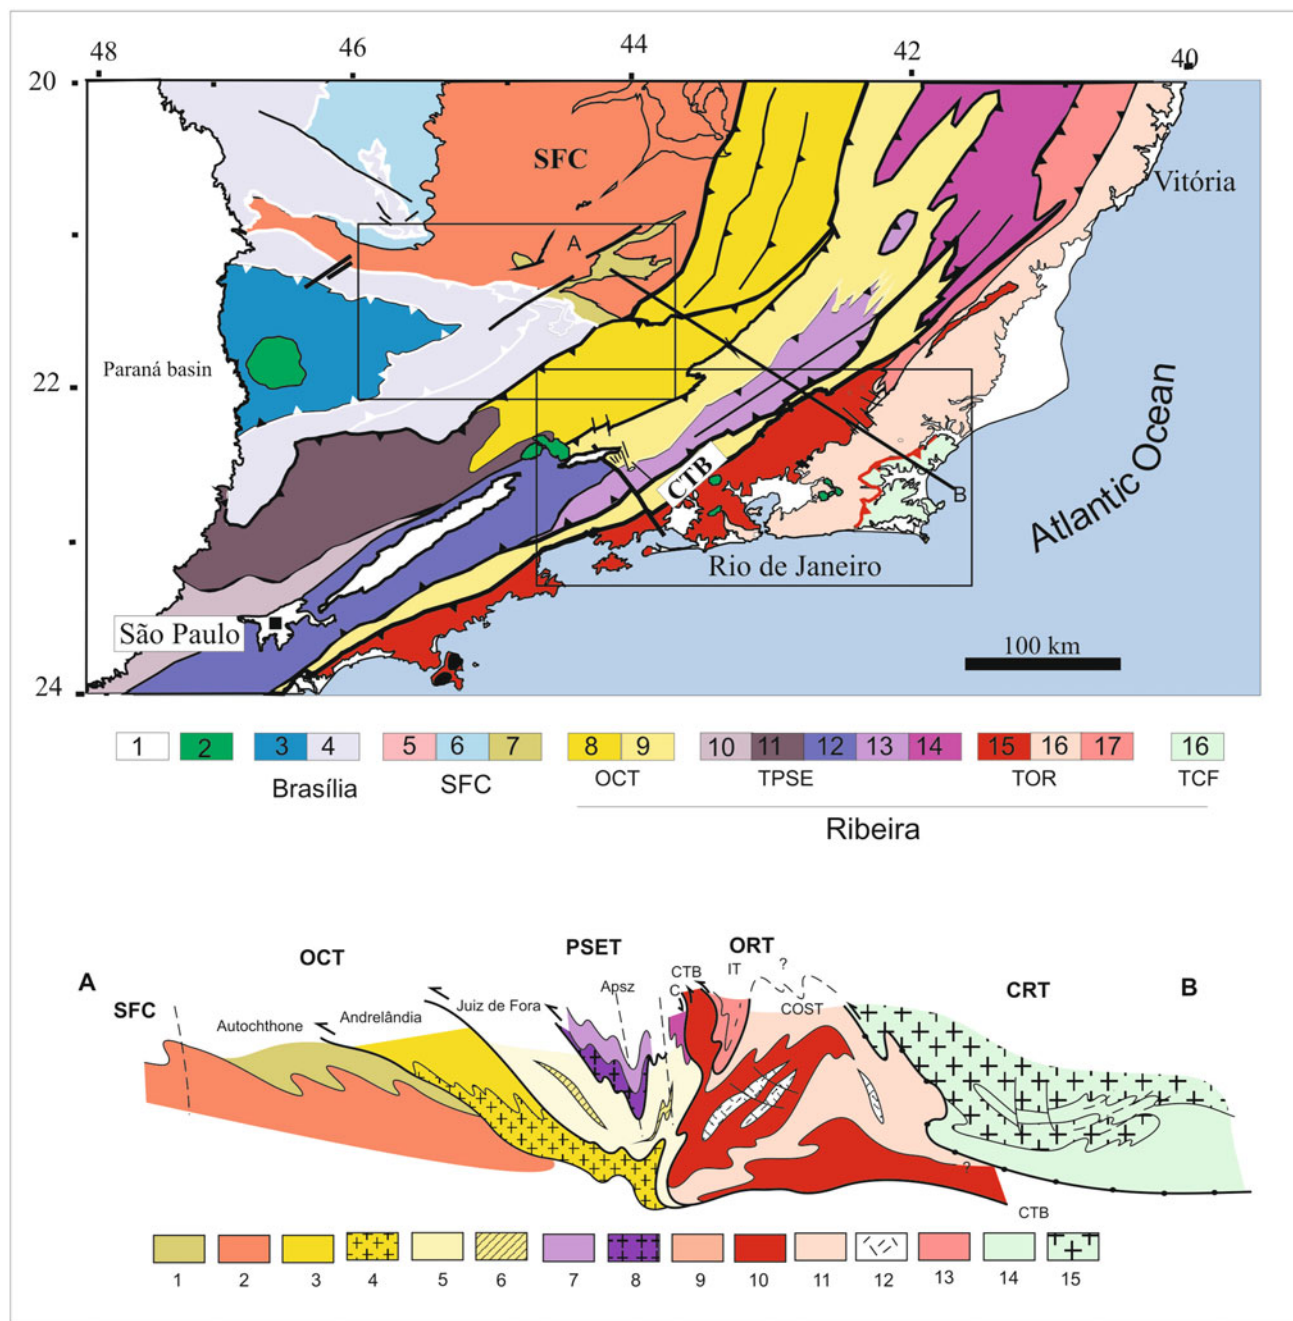 48 46 44 42 40
20
SFC
Vitória
A
Paraná basin
22
CTB
B
Atlantic Ocean
Rio de Janeiro
São Paulo
100 km
24
1 2 3 4 5 6 7 8 9 10 11 12 13 14 15 16 17 16
Brasília SFC OCT TPSE TOR TCF
Ribeira
PSET ORT
OCT CTB IT ?
A Apsz C COST CRT B
SFC Juiz de Fora
Autochthone Andrelândia
?
CTB
1 2 3 4 5 6 7 8 9 10 11 12 13 14 15